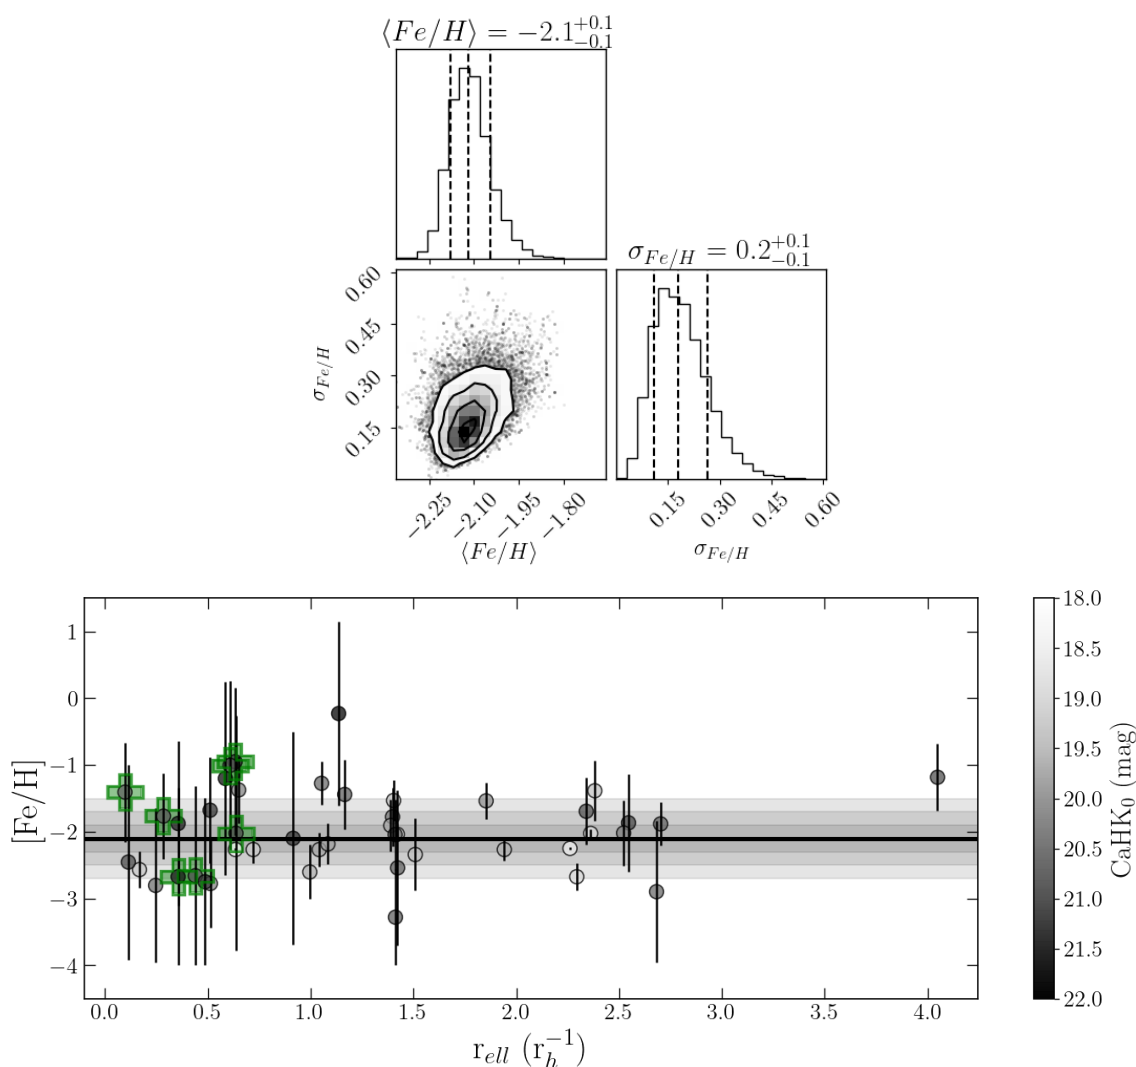 ⟨Fe/H⟩ = −2.1 +0.1 −0.1
σFe/H = 0.2 +0.1 −0.1
0.60
0.45
0.30
0.15
σFe/H
−2.25 −2.10 −1.95 −1.80
⟨Fe/H⟩
0.15 0.30 0.45 0.60
σFe/H
1
0
−1
−2
−3
−4
[Fe/H]
0.0 0.5 1.0 1.5 2.0 2.5 3.0 3.5 4.0
r_ell (r_h^−1)
18.0
18.5
19.0
19.5
20.0
20.5
21.0
21.5
22.0
CaHK₀ (mag)